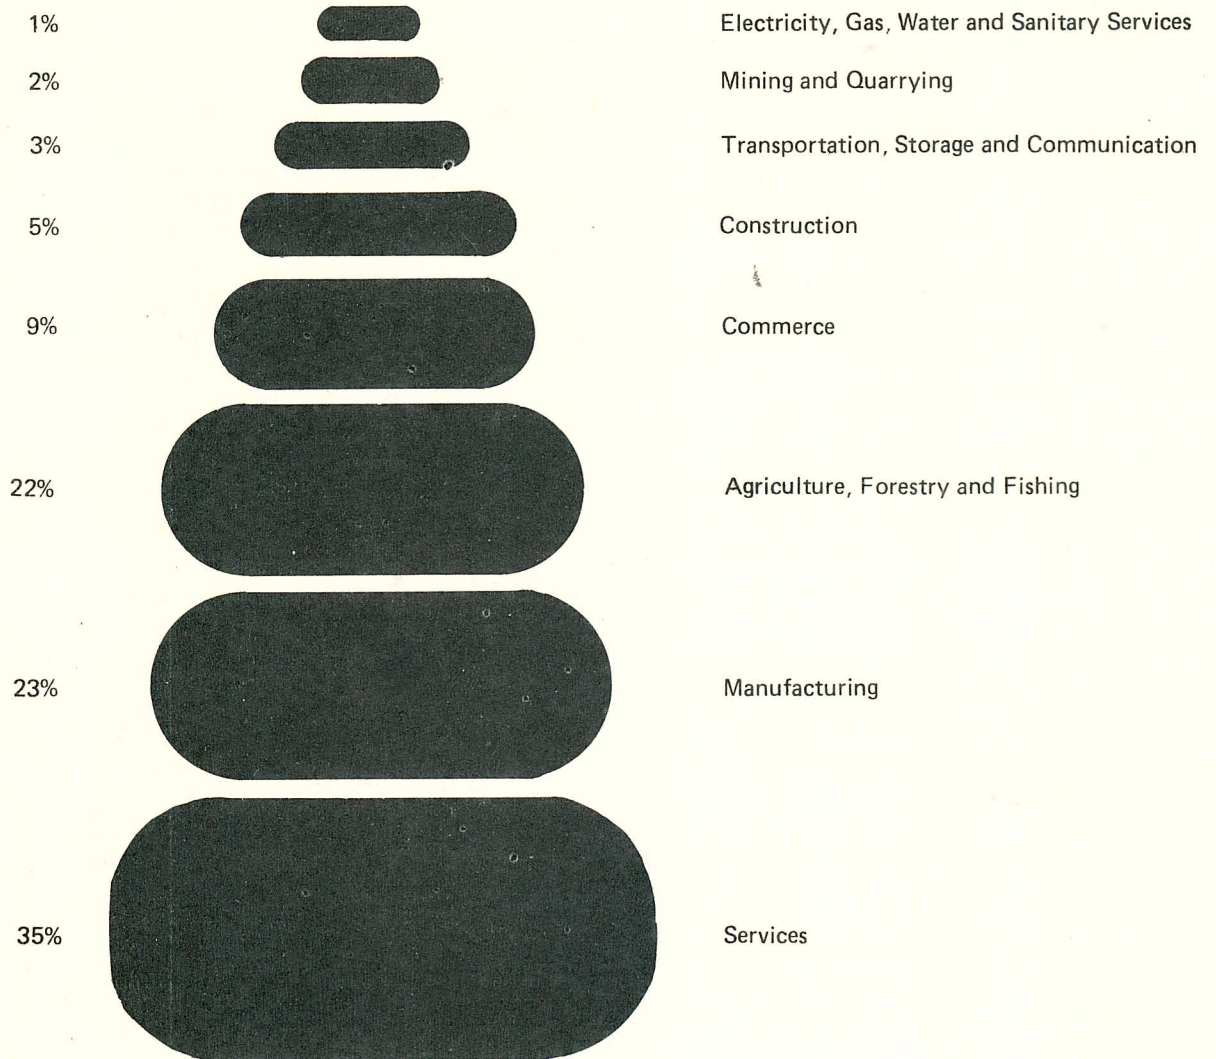 1% Electricity, Gas, Water and Sanitary Services
2% Mining and Quarrying
3% Transportation, Storage and Communication
5% Construction
9% Commerce
22% Agriculture, Forestry and Fishing
23% Manufacturing
35% Services